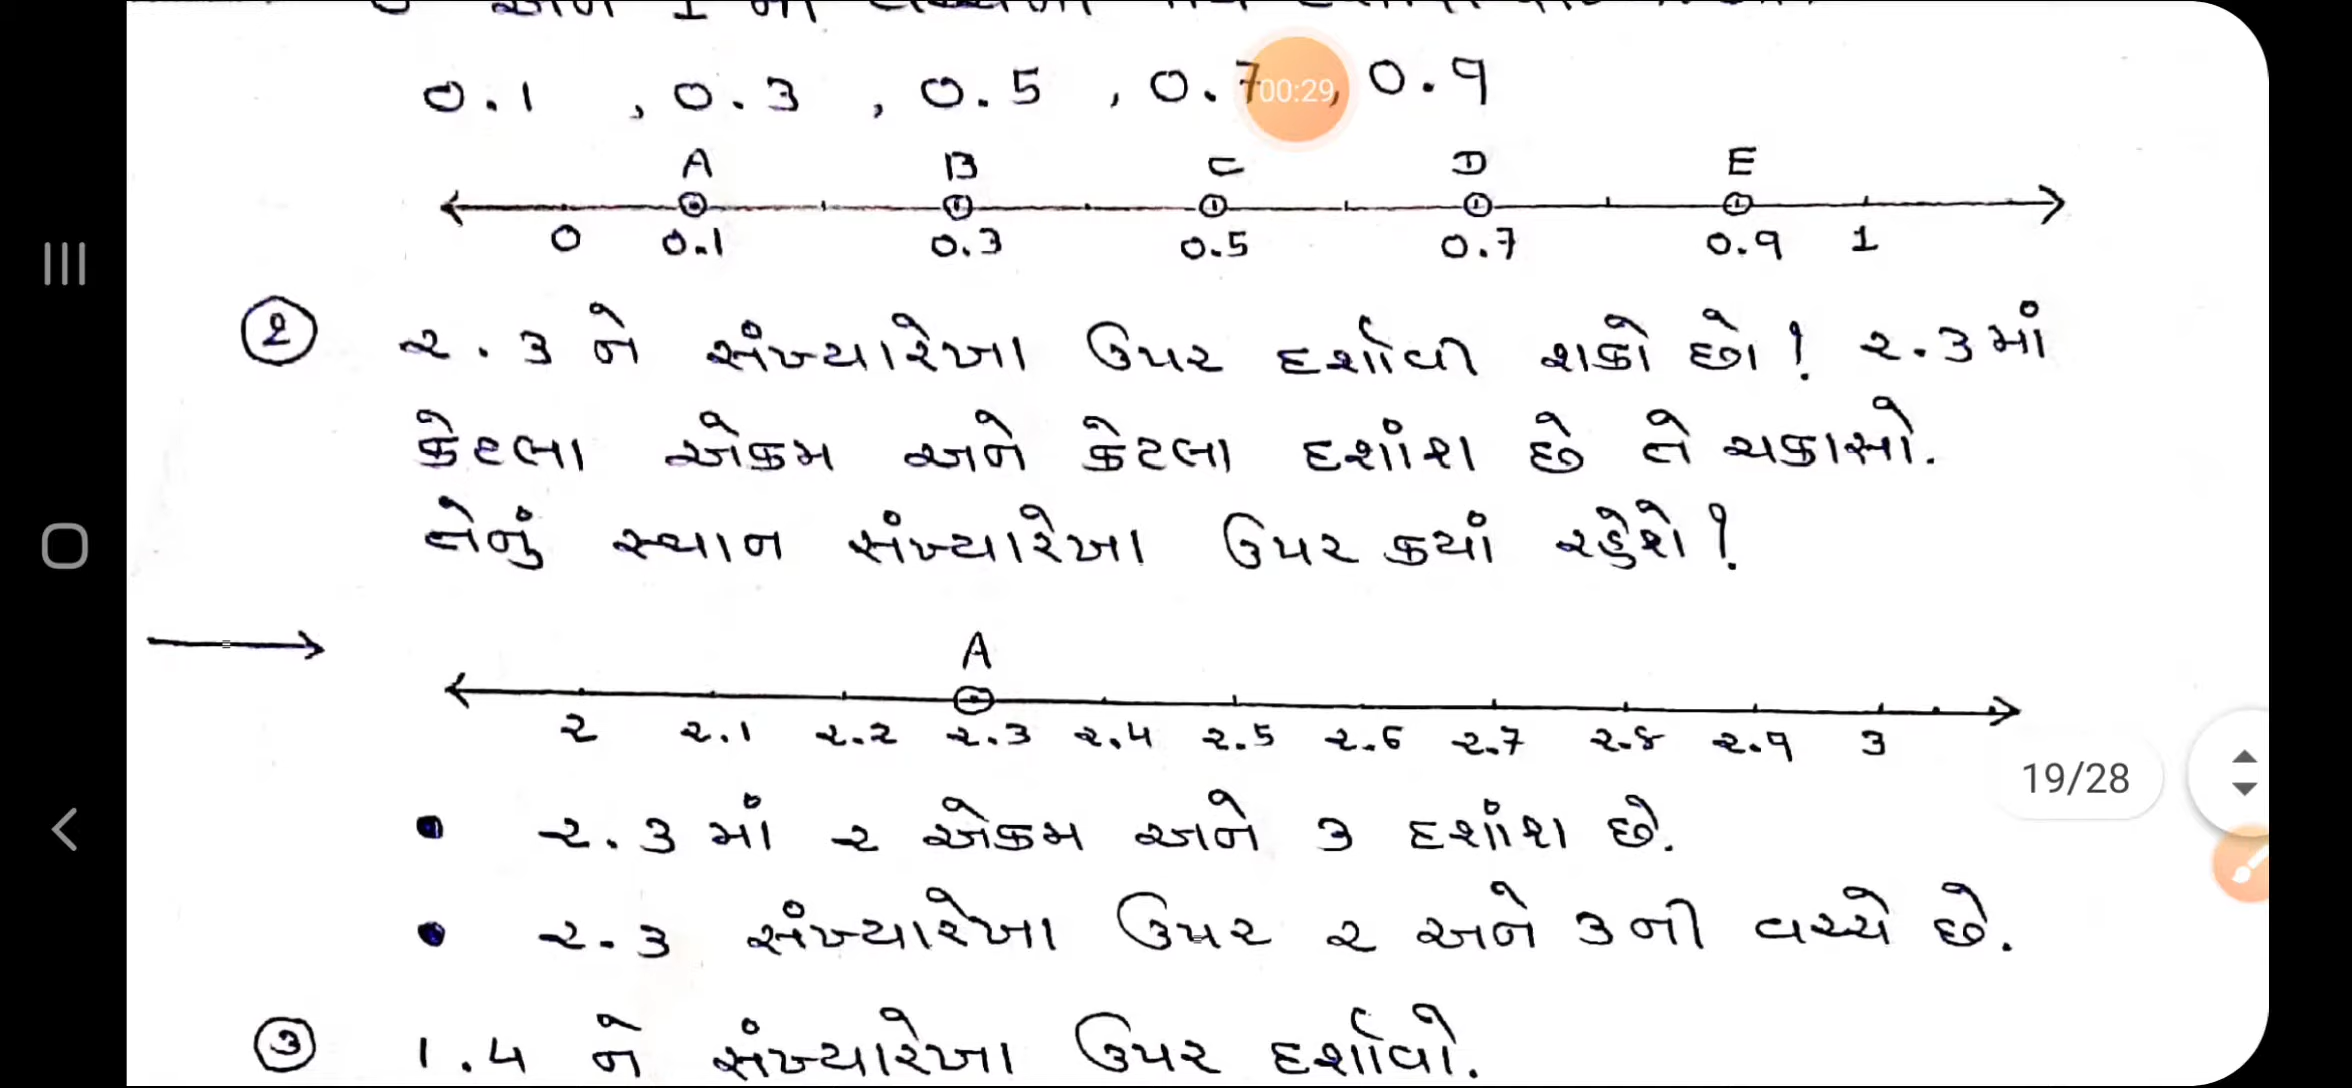 0.1 , 0.3 , 0.5 , 0.7 , 0.9
00:29
A B C D E
0 0.1 0.3 0.5 0.7 0.9 1
② ૨.૩ ને સંખ્યારેખા ઉપર દર્શાવી શકો છો? ૨.૩માં
કેટલા એકમ અને કેટલા દશાંશ છે તે ચકાસો.
તેનું સ્થાન સંખ્યારેખા ઉપર કયાં રહેશે?
A
૨ ૨.૧ ૨.૨ ૨.૩ ૨.૪ ૨.૫ ૨.૬ ૨.૭ ૨.૮ ૨.૯ ૩
19/28
• ૨.૩ માં ૨ એકમ અને ૩ દશાંશ છે.
• ૨.૩ સંખ્યારેખા ઉપર ૨ અને ૩ની વચ્ચે છે.
③ ૧.૪ ને સંખ્યારેખા ઉપર દર્શાવો.